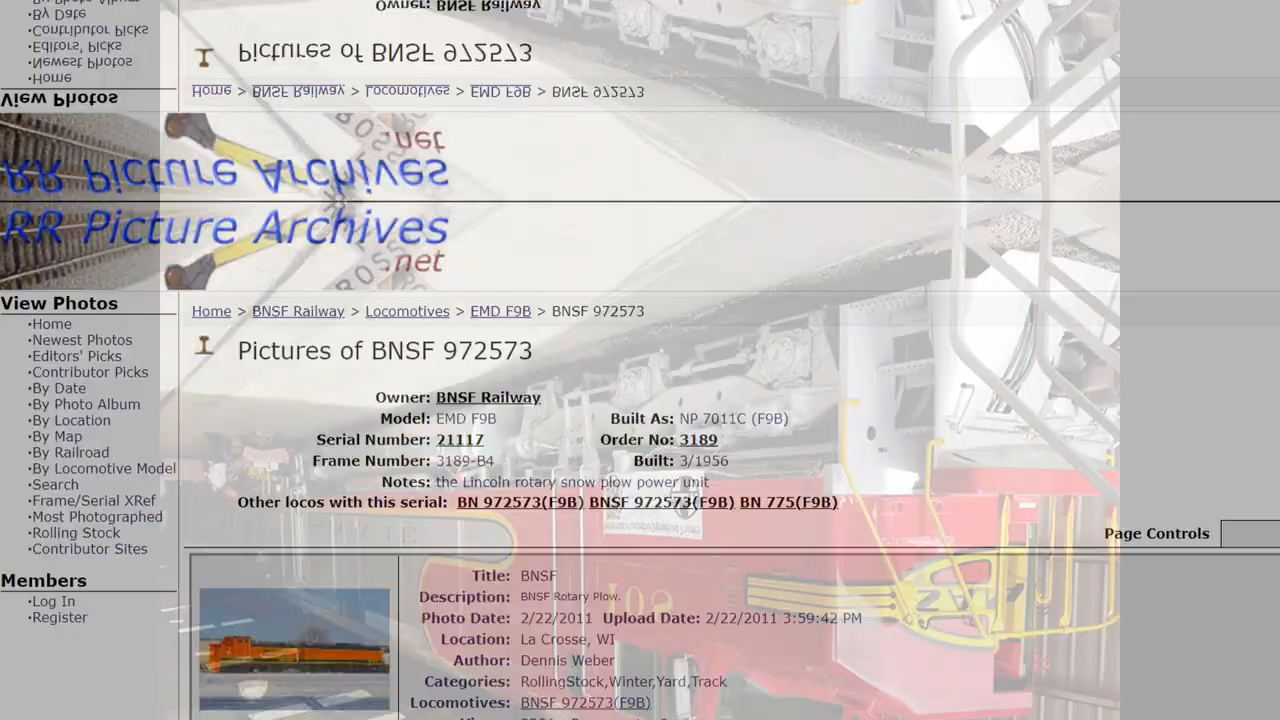 ·By Photo Album
·By Date
·Contributor Picks
·Editors' Picks
·Newest Photos
·Home
View Photos
Owner: BNSF Railway
Pictures of BNSF 972573
Home > BNSF Railway > Locomotives > EMD F9B > BNSF 972573
.net
RR Picture Archives
RR Picture Archives
.net
View Photos
·Home
·Newest Photos
·Editors' Picks
·Contributor Picks
·By Date
·By Photo Album
·By Location
·By Map
·By Railroad
·By Locomotive Model
·Search
·Frame/Serial XRef
·Most Photographed
·Rolling Stock
·Contributor Sites
Members
·Log In
·Register
Home > BNSF Railway > Locomotives > EMD F9B > BNSF 972573
Pictures of BNSF 972573
Owner: BNSF Railway
Model: EMD F9B Built As: NP 7011C (F9B)
Serial Number: 21117 Order No: 3189
Frame Number: 3189-B4 Built: 3/1956
Notes: the Lincoln rotary snow plow power unit
Other locos with this serial: BN 972573(F9B) BNSF 972573(F9B) BN 775(F9B)
Page Controls
Title: BNSF
Description: BNSF Rotary Plow.
Photo Date: 2/22/2011 Upload Date: 2/22/2011 3:59:42 PM
Location: La Crosse, WI
Author: Dennis Weber
Categories: RollingStock,Winter,Yard,Track
Locomotives: BNSF 972573(F9B)